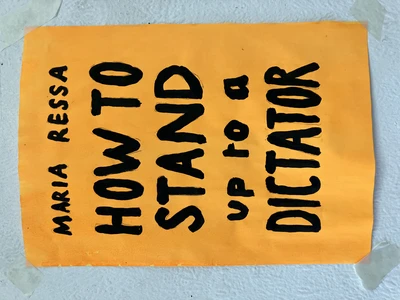 MARIA RESSA
HOW TO
STAND
up to a
DICTATOR